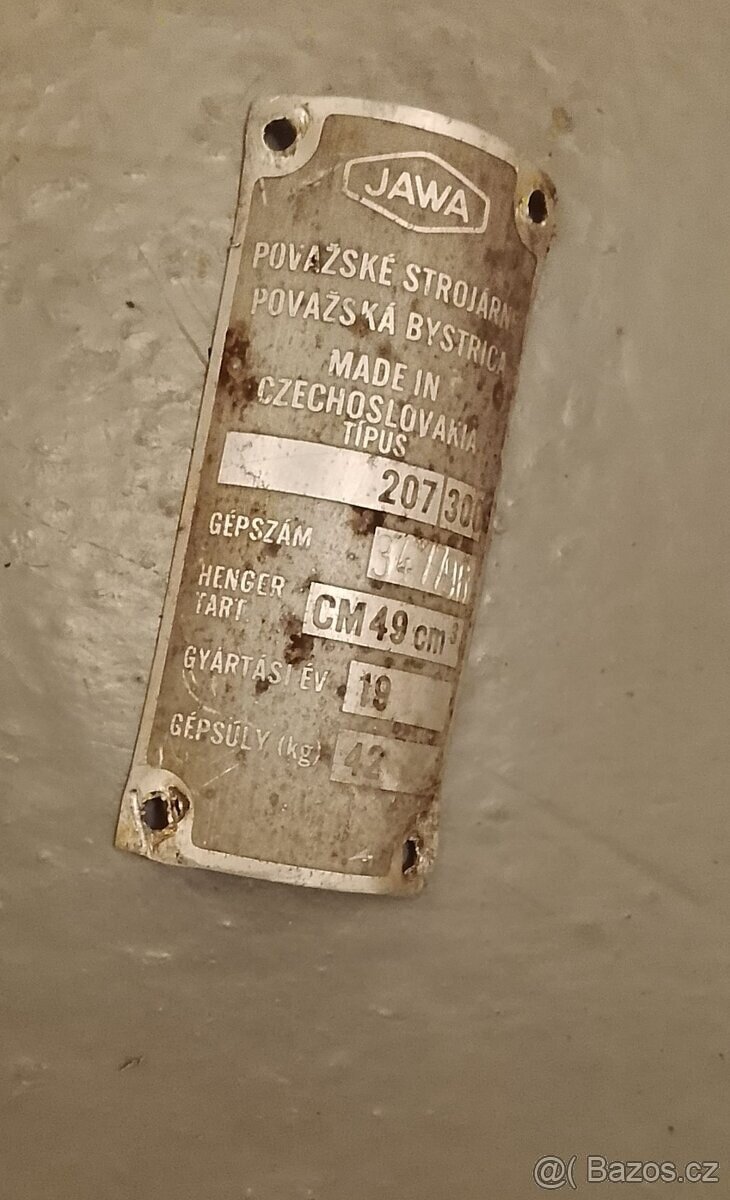 JAWA
POVAŽSKÉ STROJÁRNE
POVAŽSKÁ BYSTRICA
MADE IN
CZECHOSLOVAKIA
TÍPUS
207 300
GÉPSZÁM
HENGER
TART. CM 49 cm³
GYÁRTÁSI ÉV 19
GÉPSÚLY (kg) 42
@( Bazos.cz